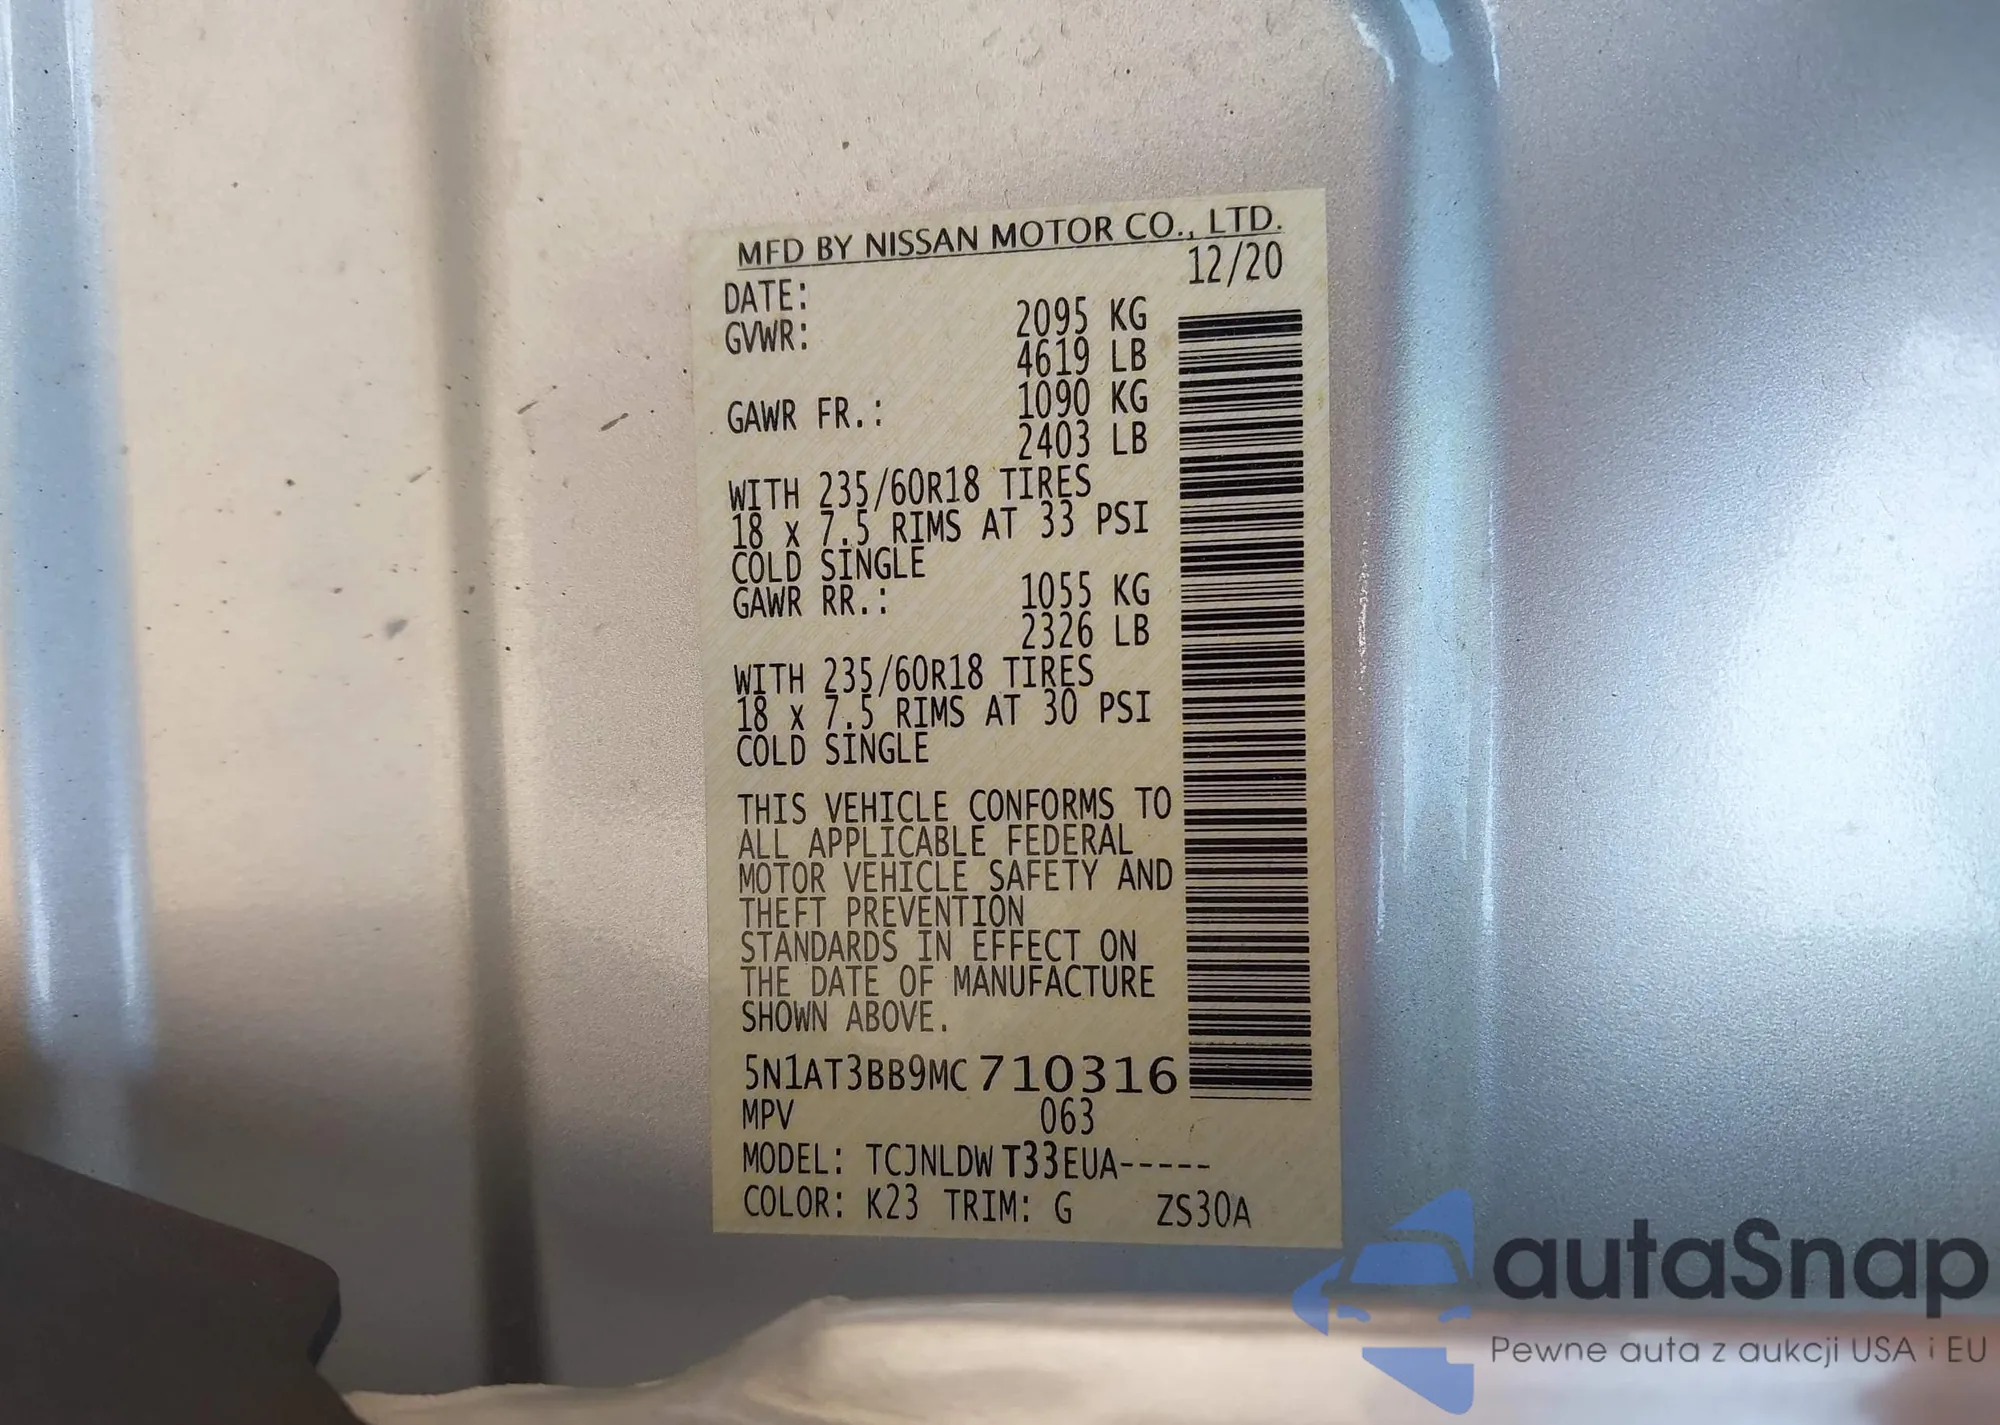 MFD BY NISSAN MOTOR CO., LTD.
DATE: 12/20
GVWR: 2095 KG
4619 LB
GAWR FR.: 1090 KG
2403 LB
WITH 235/60R18 TIRES
18 x 7.5 RIMS AT 33 PSI
COLD SINGLE
GAWR RR.: 1055 KG
2326 LB
WITH 235/60R18 TIRES
18 x 7.5 RIMS AT 30 PSI
COLD SINGLE
THIS VEHICLE CONFORMS TO
ALL APPLICABLE FEDERAL
MOTOR VEHICLE SAFETY AND
THEFT PREVENTION
STANDARDS IN EFFECT ON
THE DATE OF MANUFACTURE
SHOWN ABOVE.
5N1AT3BB9MC710316
MPV 063
MODEL: TCJNLDWT33EUA-----
COLOR: K23 TRIM: G ZS30A
autaSnap
Pewne auta z aukcji USA i EU